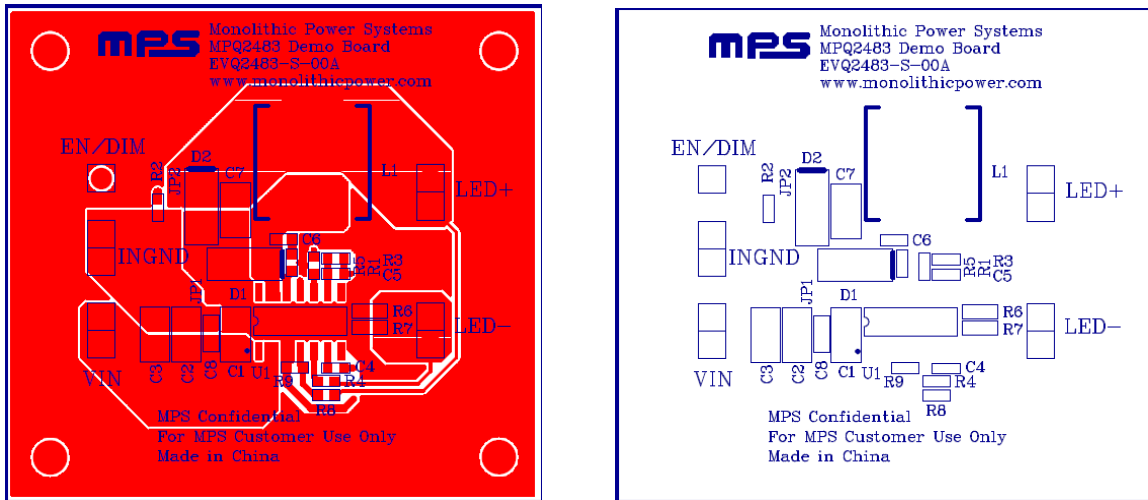 mPS
Monolithic Power Systems
MPQ2483 Demo Board
EVQ2483-S-00A
www.monolithicpower.com
EN/DIM
D2
R2
JP2
C7
L1
LED+
INGND
C6
R5
R1
R3
C5
JP1
D1
R6
R7
LED-
VIN
C3
C2
C8
C1
U1
R9
C4
R4
R8
MPS Confidential
For MPS Customer Use Only
Made in China
mPS
Monolithic Power Systems
MPQ2483 Demo Board
EVQ2483-S-00A
www.monolithicpower.com
EN/DIM
D2
R2
JP2
C7
L1
LED+
INGND
C6
R5
R1
R3
C5
JP1
D1
R6
R7
LED-
VIN
C3
C2
C8
C1
U1
R9
C4
R4
R8
MPS Confidential
For MPS Customer Use Only
Made in China